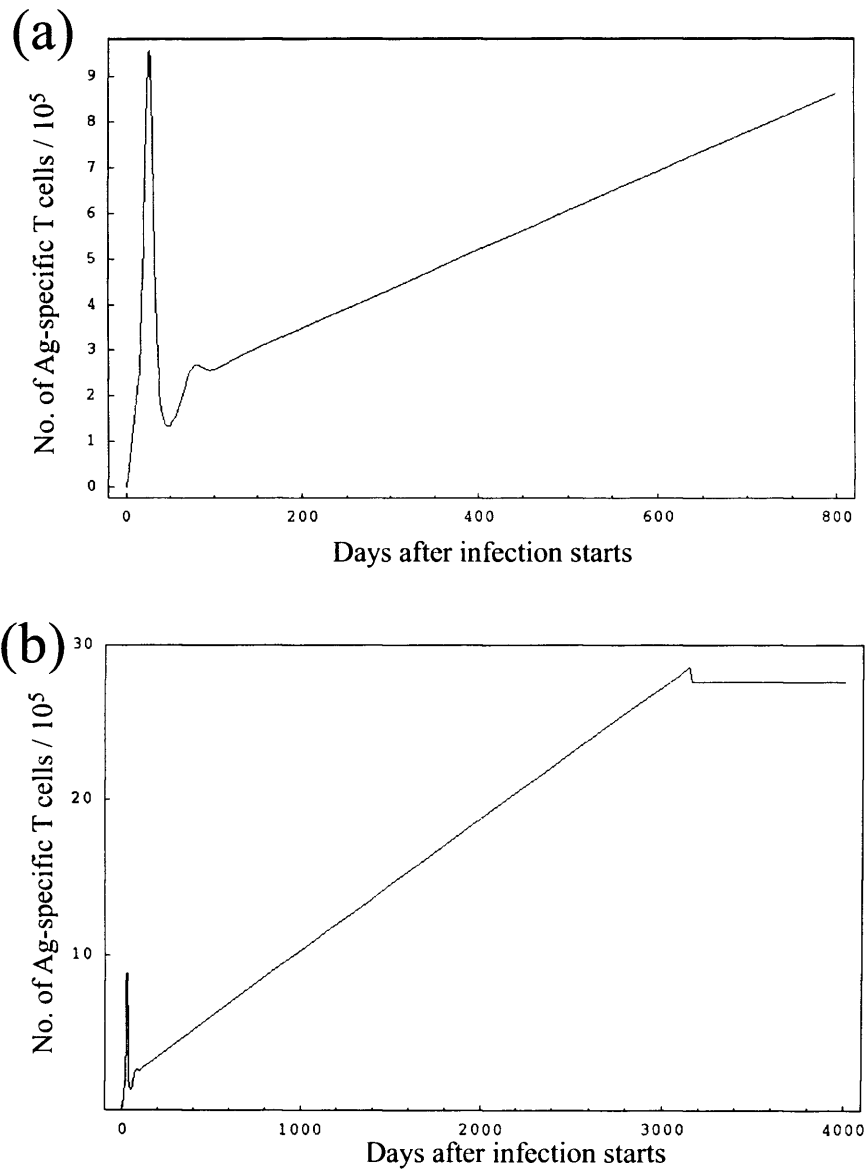 (a)
No. of Ag-specific T cells / 10⁵
9
8
7
6
5
4
3
2
1
0
0 200 400 600 800
Days after infection starts
(b)
No. of Ag-specific T cells / 10⁵
30
20
10
0 1000 2000 3000 4000
Days after infection starts